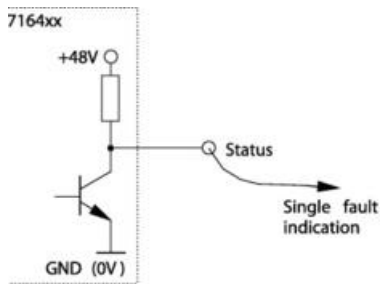 7164xx
+48V
Status
Single fault
indication
GND (0V)